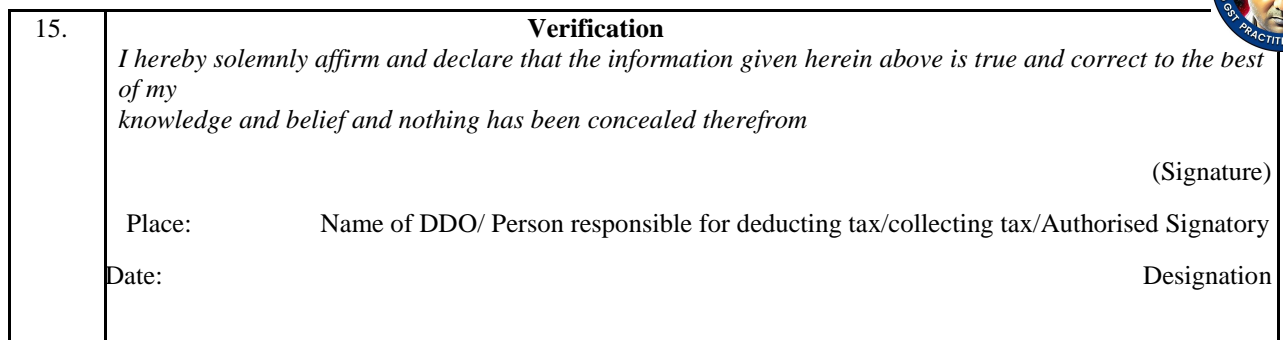 15.
Verification
I hereby solemnly affirm and declare that the information given herein above is true and correct to the best
of my
knowledge and belief and nothing has been concealed therefrom
(Signature)
Place: Name of DDO/ Person responsible for deducting tax/collecting tax/Authorised Signatory
Date: Designation
GST